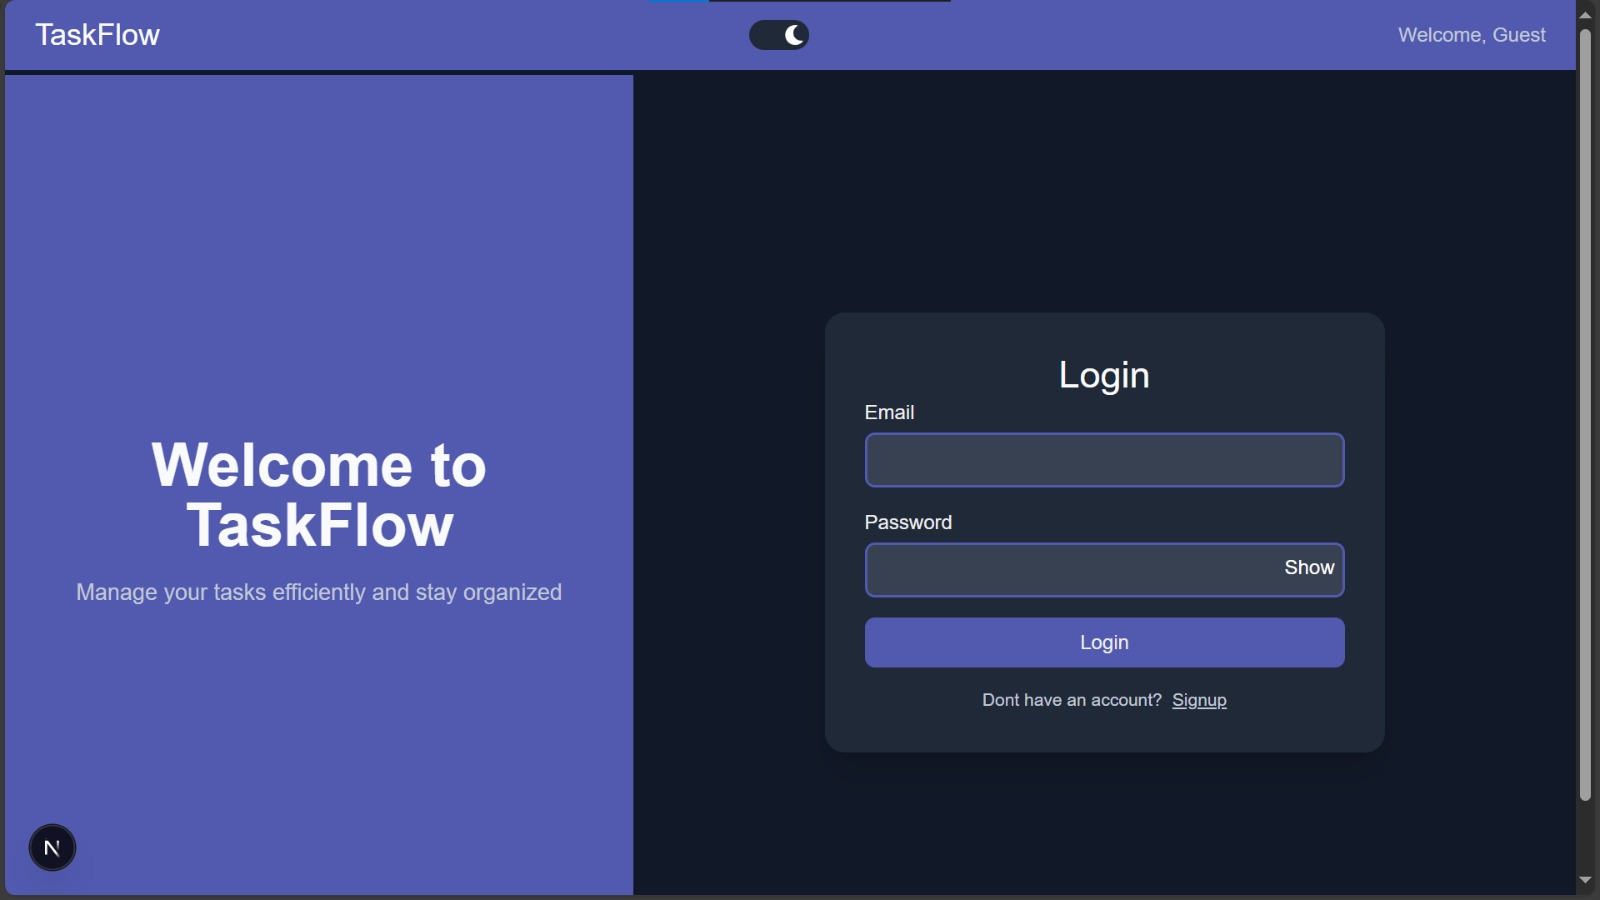 TaskFlow
Welcome, Guest
Welcome to
TaskFlow
Manage your tasks efficiently and stay organized
Login
Email
Password
Show
Login
Dont have an account? Signup
N